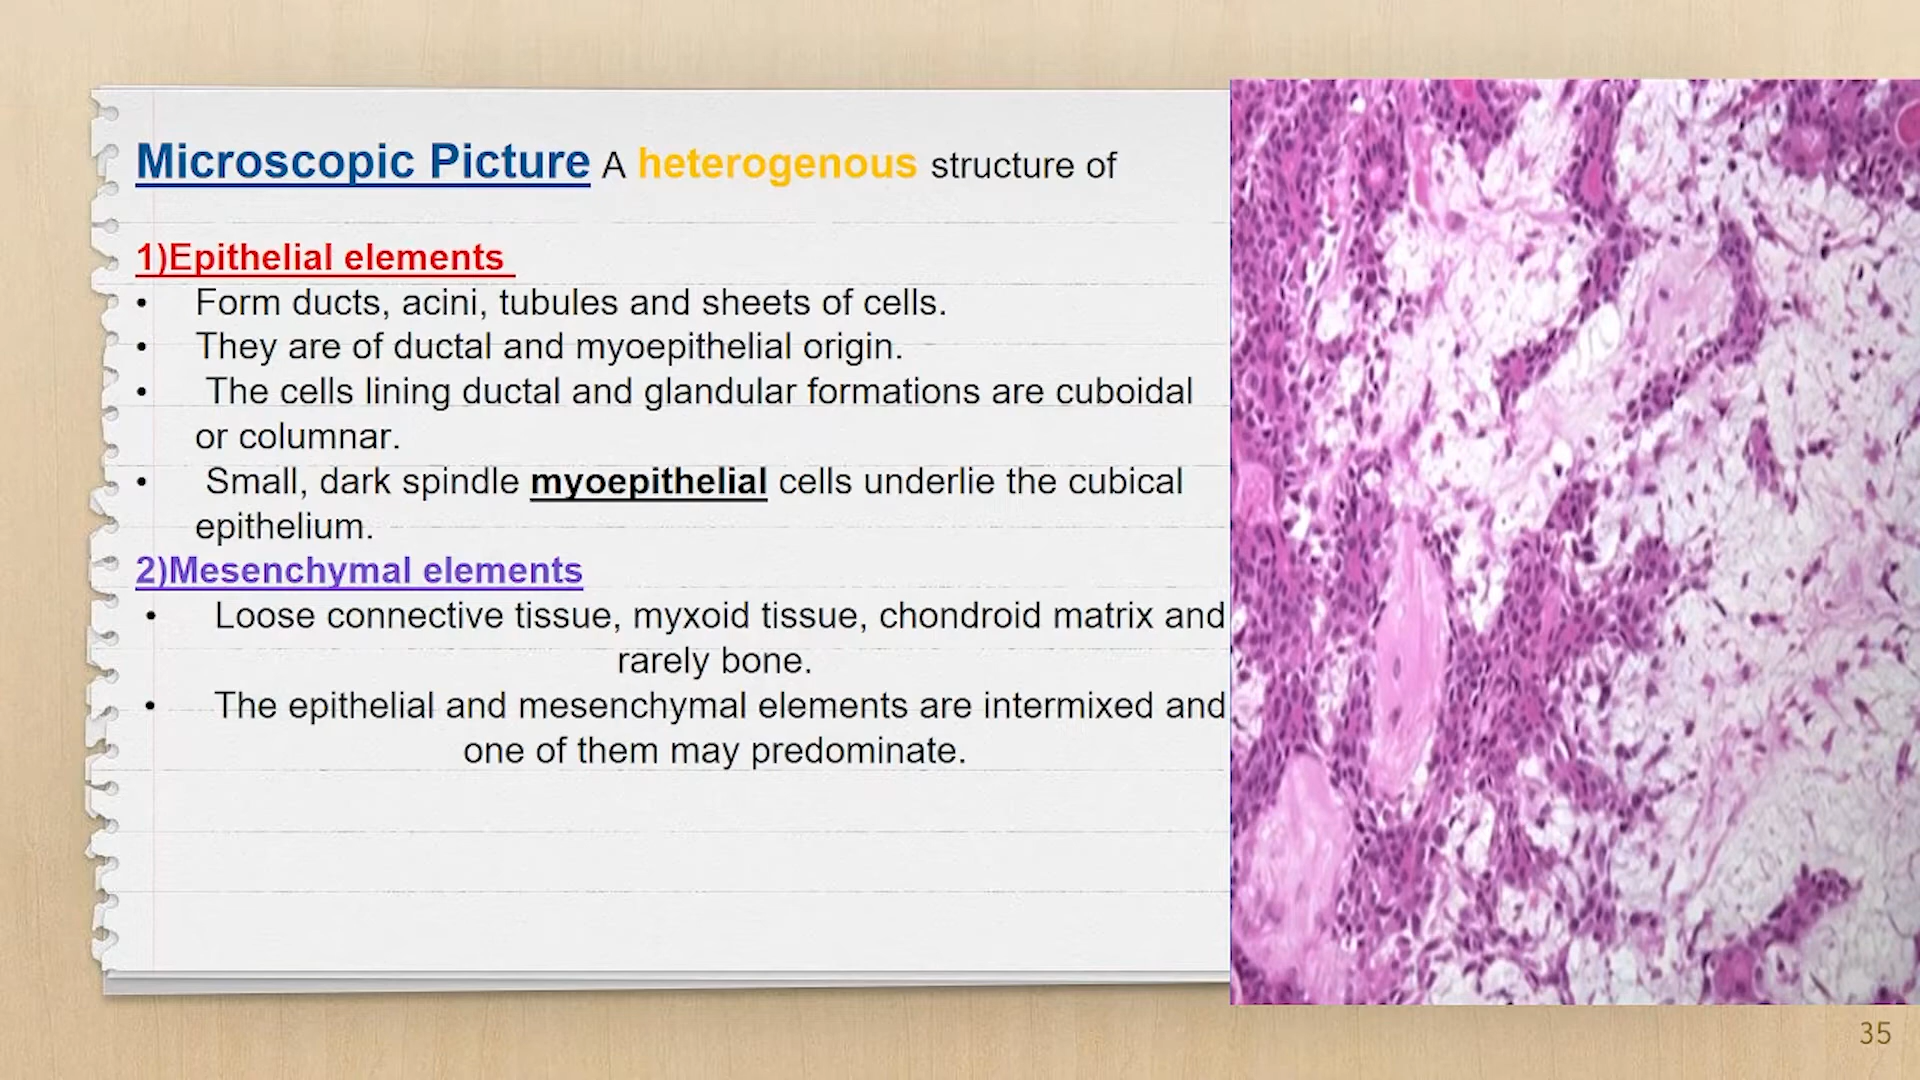 Microscopic Picture A heterogenous structure of
1)Epithelial elements
• Form ducts, acini, tubules and sheets of cells.
• They are of ductal and myoepithelial origin.
• The cells lining ductal and glandular formations are cuboidal
or columnar.
• Small, dark spindle myoepithelial cells underlie the cubical
epithelium.
2)Mesenchymal elements
• Loose connective tissue, myxoid tissue, chondroid matrix and
rarely bone.
• The epithelial and mesenchymal elements are intermixed and
one of them may predominate.
35